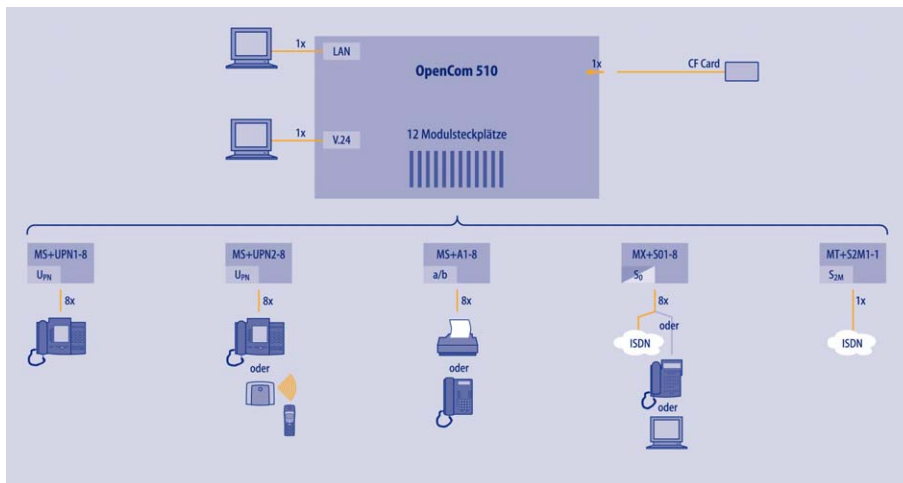 1x
LAN
OpenCom 510
1x
CF Card
1x
V.24
12 Modulsteckplätze
MS+UPN1-8
UPN
8x
MS+UPN2-8
UPN
8x
oder
MS+A1-8
a/b
8x
oder
MX+S01-8
S0
8x
oder
ISDN
oder
MT+S2M1-1
S2M
1x
ISDN